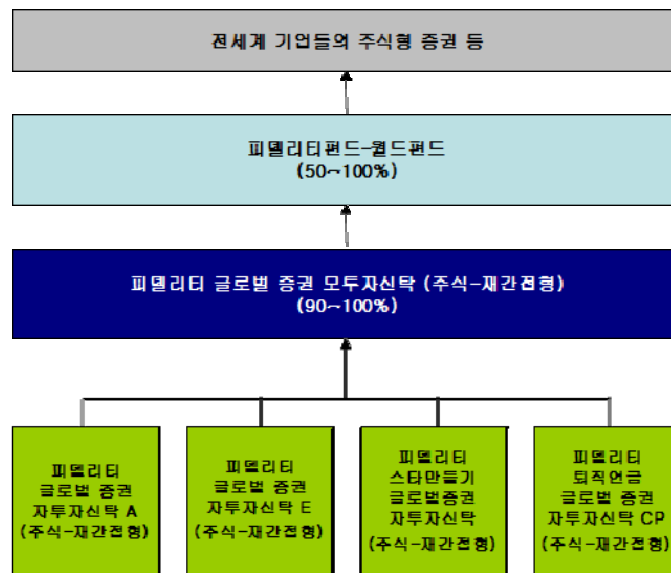 전세계 기업들의 주식형 증권 등
피델리티펀드-월드펀드
(50~100%)
피델리티 글로벌 증권 모투자신탁 (주식-재간접형)
(90~100%)
피델리티
글로벌 증권
자투자신탁 A
(주식-재간접형)
피델리티
글로벌 증권
자투자신탁 E
(주식-재간접형)
피델리티
스타만들기
글로벌증권
자투자신탁
(주식-재간접형)
피델리티
퇴직연금
글로벌 증권
자투자신탁 CP
(주식-재간접형)